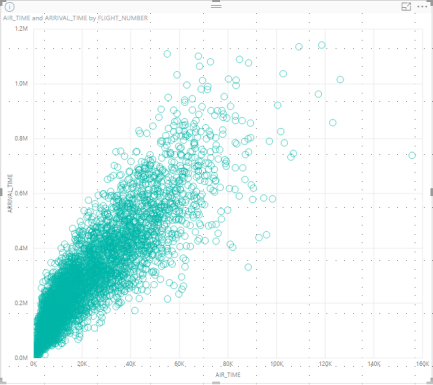 AIR_TIME and ARRIVAL_TIME by FLIGHT_NUMBER
1.2M
1.0M
0.8M
ARRIVAL_TIME
0.6M
0.4M
0.2M
0.0M
0K 20K 40K 60K 80K 100K 120K 140K 160K
AIR_TIME